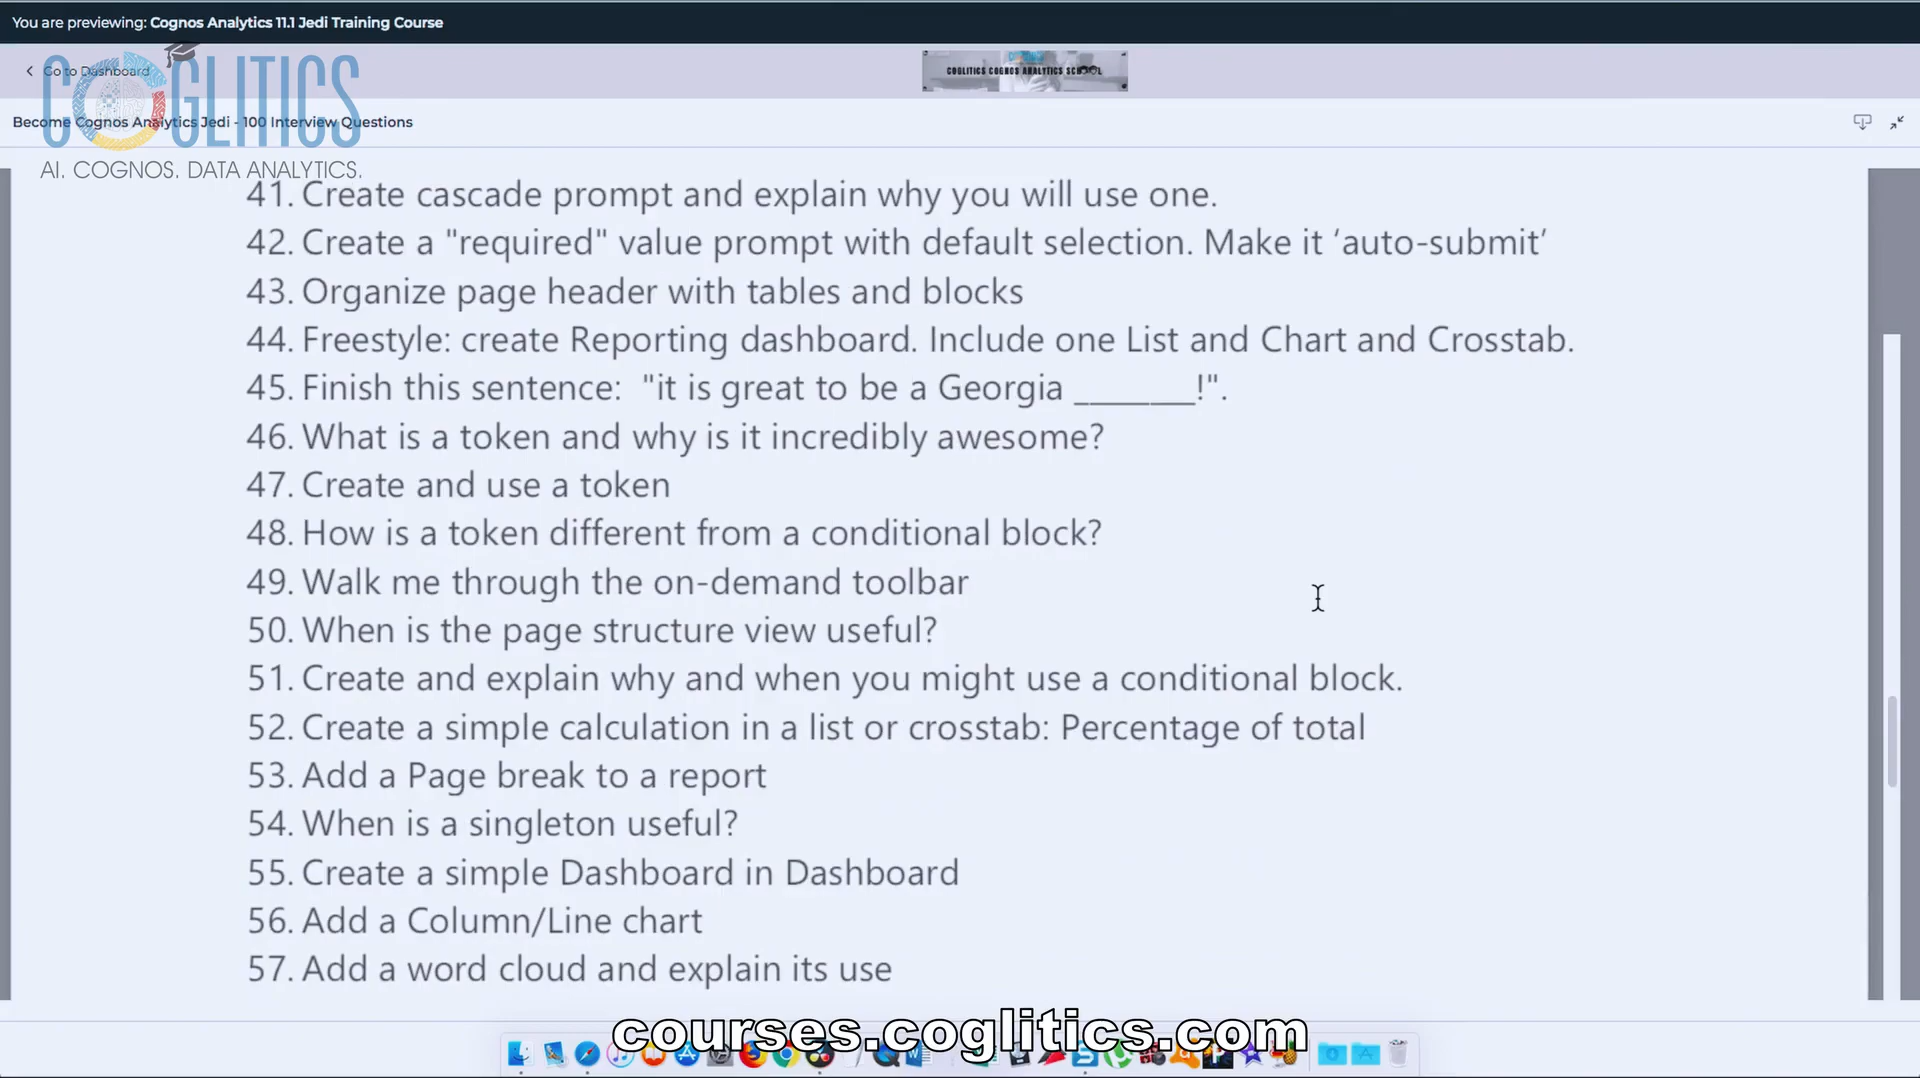 You are previewing: Cognos Analytics 11.1 Jedi Training Course
Go to Dashboard
COGLITICS
COGLITICS COGNOS ANALYTICS SCHOOL
Become Cognos Analytics Jedi - 100 Interview Questions
AI. COGNOS. DATA ANALYTICS.
41. Create cascade prompt and explain why you will use one.
42. Create a "required" value prompt with default selection. Make it ‘auto-submit’
43. Organize page header with tables and blocks
44. Freestyle: create Reporting dashboard. Include one List and Chart and Crosstab.
45. Finish this sentence:  "it is great to be a Georgia _______!".
46. What is a token and why is it incredibly awesome?
47. Create and use a token
48. How is a token different from a conditional block?
49. Walk me through the on-demand toolbar
50. When is the page structure view useful?
51. Create and explain why and when you might use a conditional block.
52. Create a simple calculation in a list or crosstab: Percentage of total
53. Add a Page break to a report
54. When is a singleton useful?
55. Create a simple Dashboard in Dashboard
56. Add a Column/Line chart
57. Add a word cloud and explain its use
courses.coglitics.com